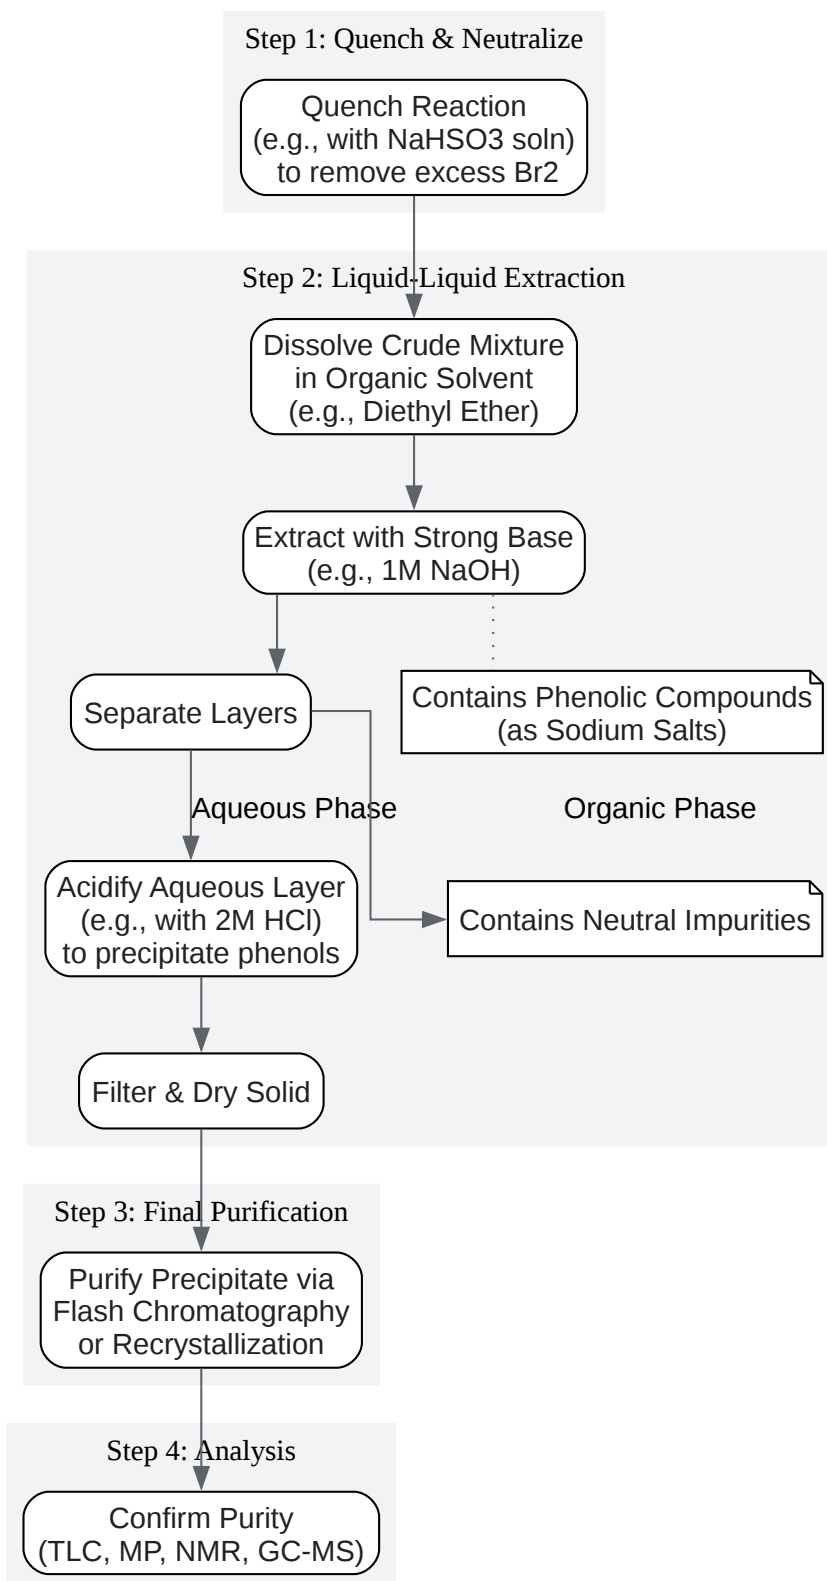 Step 1: Quench & Neutralize
Quench Reaction
(e.g., with NaHSO3 soln)
to remove excess Br2
Step 2: Liquid-Liquid Extraction
Dissolve Crude Mixture
in Organic Solvent
(e.g., Diethyl Ether)
Extract with Strong Base
(e.g., 1M NaOH)
Separate Layers
Contains Phenolic Compounds
(as Sodium Salts)
Aqueous Phase
Organic Phase
Acidify Aqueous Layer
(e.g., with 2M HCl)
to precipitate phenols
Contains Neutral Impurities
Filter & Dry Solid
Step 3: Final Purification
Purify Precipitate via
Flash Chromatography
or Recrystallization
Step 4: Analysis
Confirm Purity
(TLC, MP, NMR, GC-MS)